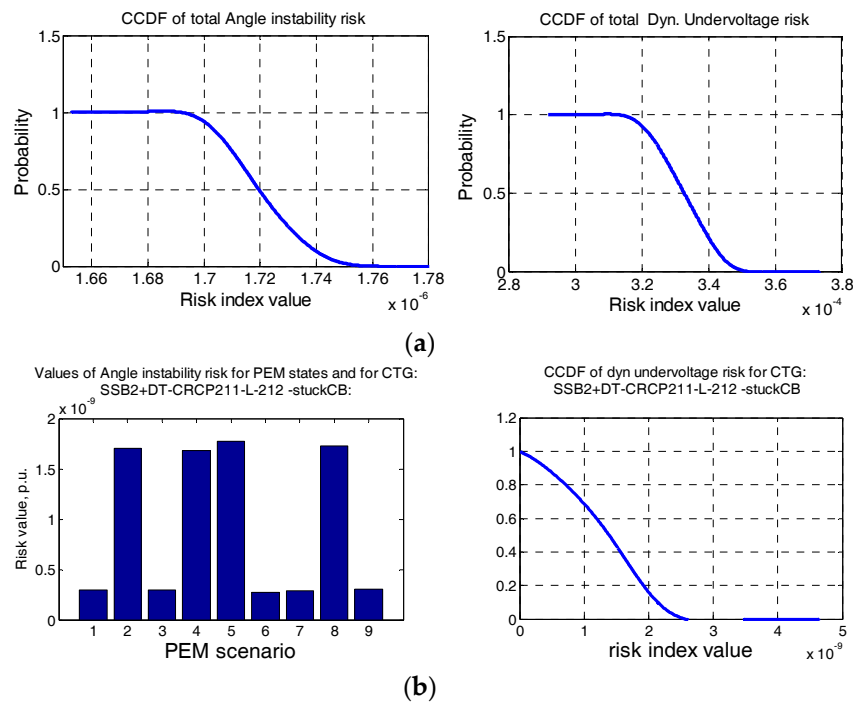 CCDF of total Angle instability risk
1.5
1
0.5
0
Probability
1.66 1.68 1.7 1.72 1.74 1.76 1.78
Risk index value
x 10-6
CCDF of total Dyn. Undervoltage risk
1.5
1
0.5
0
Probability
2.8 3 3.2 3.4 3.6 3.8
Risk index value
x 10-4
(a)
Values of Angle instability risk for PEM states and for CTG:
SSB2+DT-CRCP211-L-212 -stuckCB:
x 10-9
2
1.5
1
0.5
0
Risk value, p.u.
1 2 3 4 5 6 7 8 9
PEM scenario
CCDF of dyn undervoltage risk for CTG:
SSB2+DT-CRCP211-L-212 -stuckCB
1.2
1
0.8
0.6
0.4
0.2
0
0 1 2 3 4 5
risk index value
x 10-9
(b)